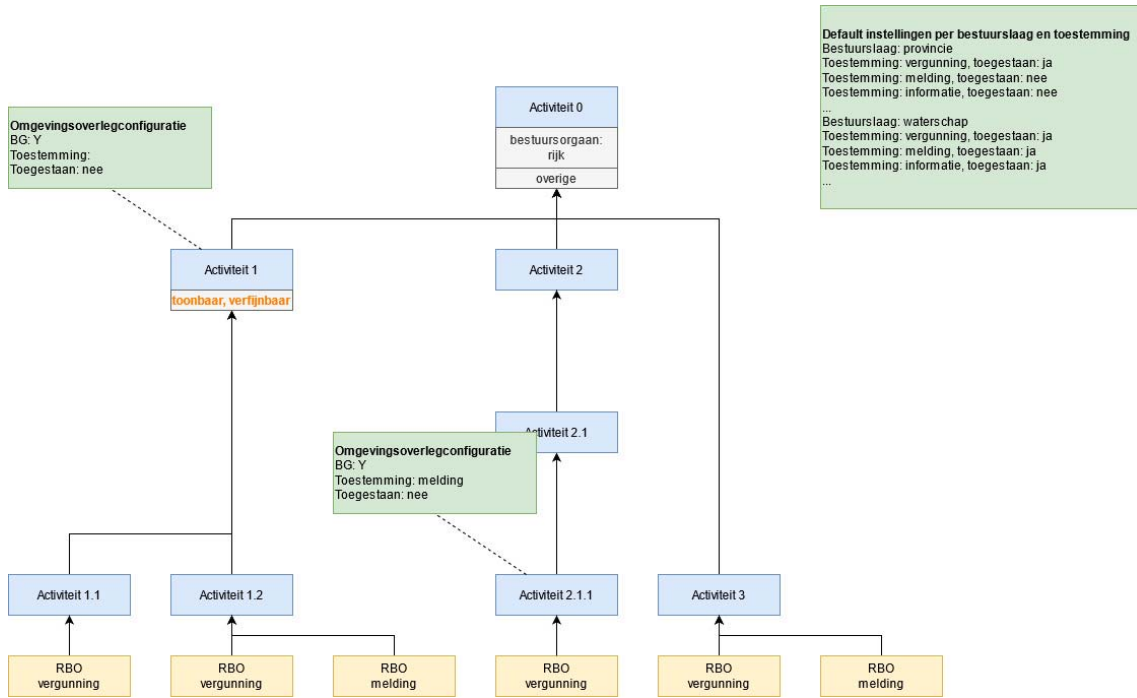 Default instellingen per bestuurslaag en toestemming
Bestuurslaag: provincie
Toestemming: vergunning, toegestaan: ja
Toestemming: melding, toegestaan: nee
Toestemming: informatie, toegestaan: nee
...
Bestuurslaag: waterschap
Toestemming: vergunning, toegestaan: ja
Toestemming: melding, toegestaan: ja
Toestemming: informatie, toegestaan: ja
...
Activiteit 0
bestuursorgaan:
rijk
overige
Omgevingsoverlegconfiguratie
BG: Y
Toestemming:
Toegestaan: nee
Activiteit 1
toonbaar, verfijnbaar
Activiteit 2
Activiteit 2.1
Omgevingsoverlegconfiguratie
BG: Y
Toestemming: melding
Toegestaan: nee
Activiteit 1.1
Activiteit 1.2
Activiteit 2.1.1
Activiteit 3
RBO
vergunning
RBO
vergunning
RBO
melding
RBO
vergunning
RBO
vergunning
RBO
melding